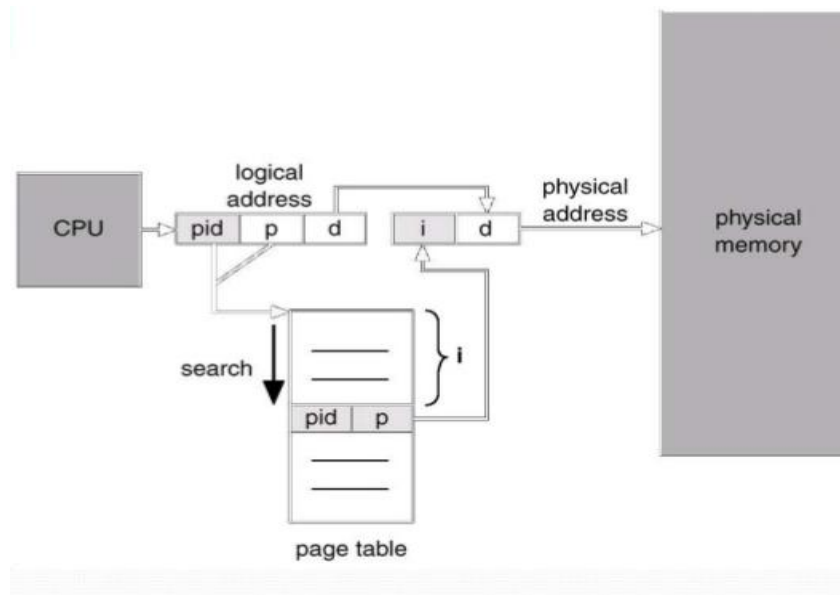 logical
address
physical
address
CPU
pid
p
d
i
d
physical
memory
search
i
pid
p
page table